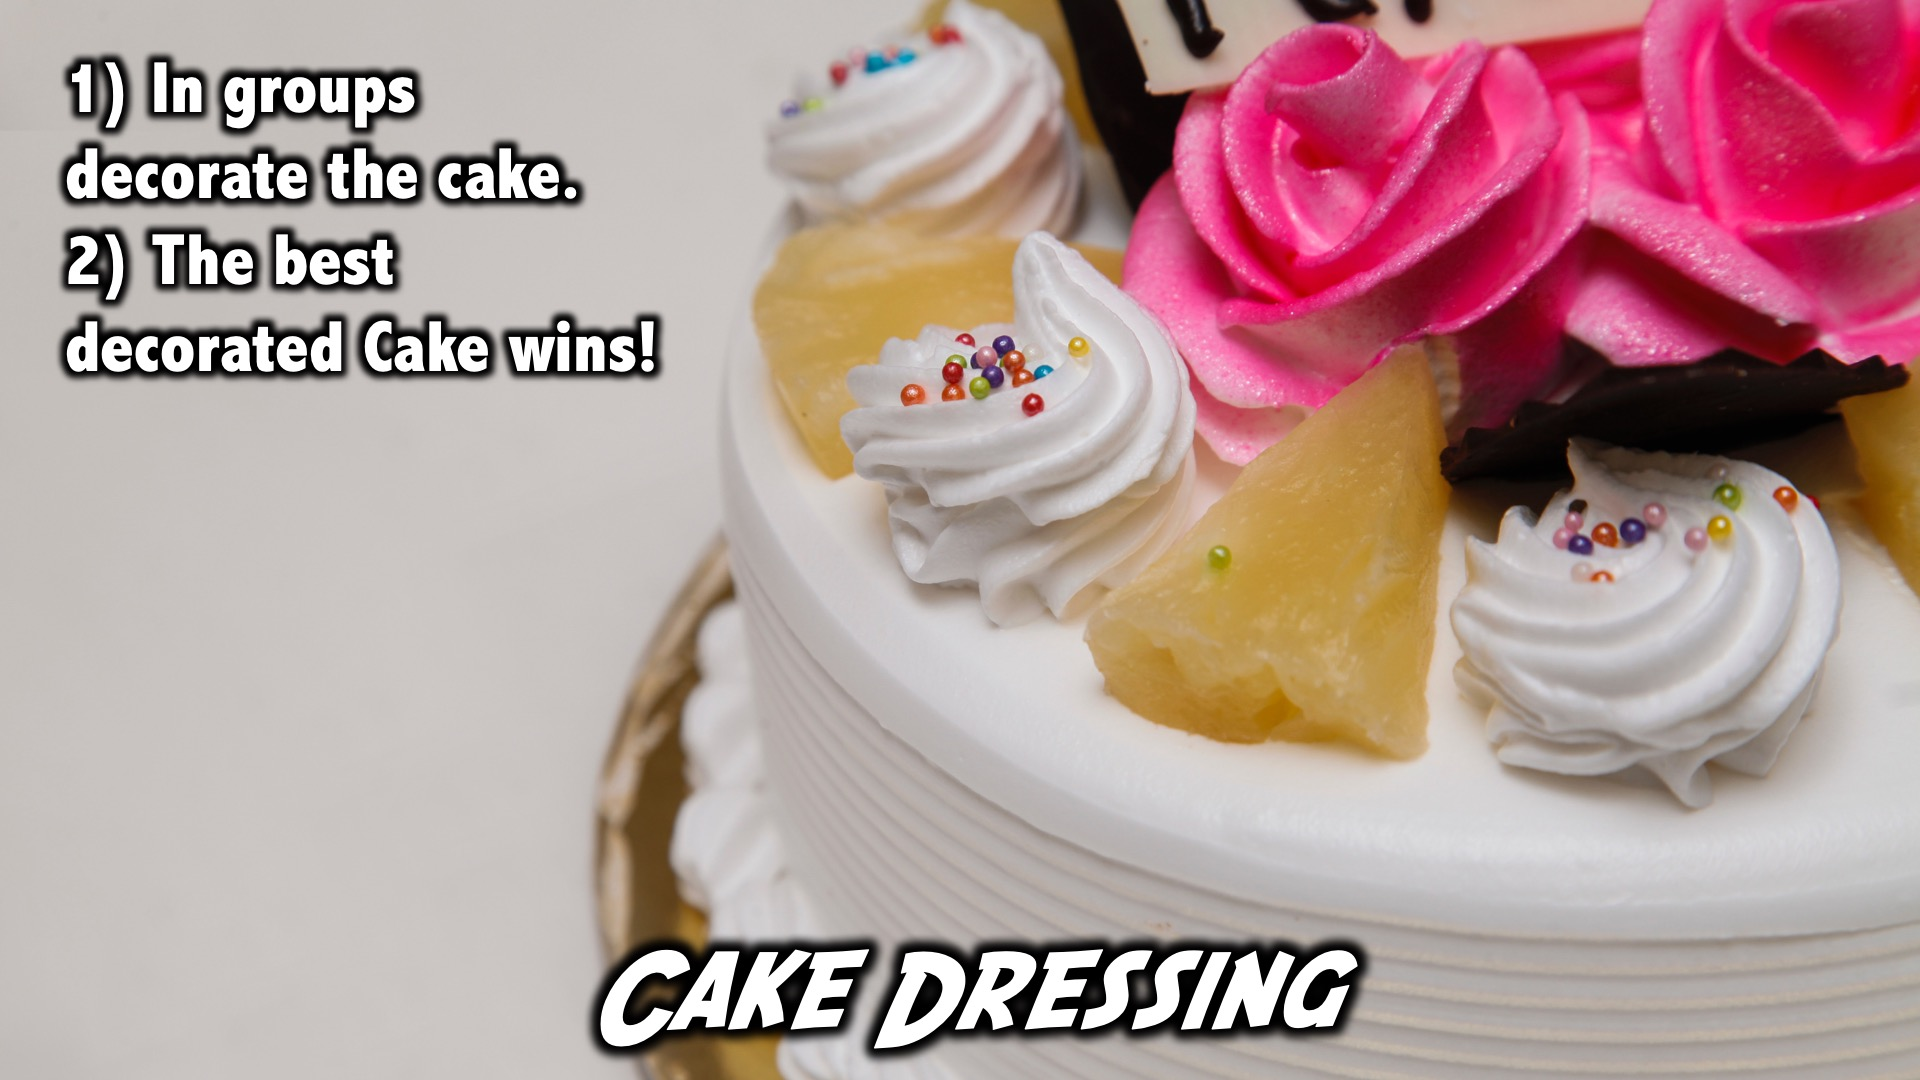 1) In groups
decorate the cake.
2) The best
decorated Cake wins!
Cake Dressing